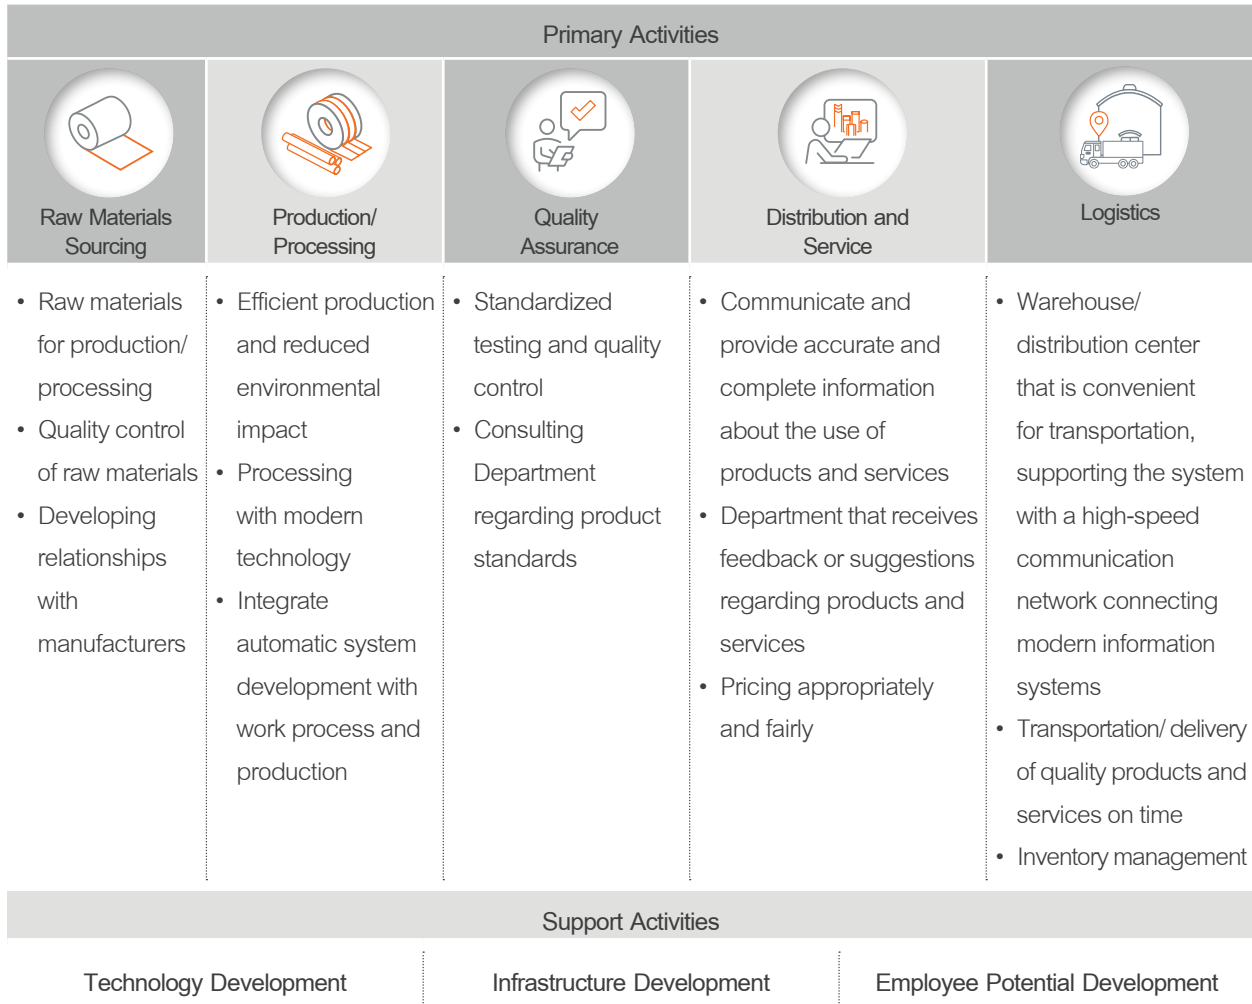 Primary Activities
Raw Materials
Sourcing
Production/
Processing
Quality
Assurance
Distribution and
Service
Logistics
• Raw materials
for production/
processing
• Quality control
of raw materials
• Developing
relationships
with
manufacturers
• Efficient production
and reduced
environmental
impact
• Processing
with modern
technology
• Integrate
automatic system
development with
work process and
production
• Standardized
testing and quality
control
• Consulting
Department
regarding product
standards
• Communicate and
provide accurate and
complete information
about the use of
products and services
• Department that receives
feedback or suggestions
regarding products and
services
• Pricing appropriately
and fairly
• Warehouse/
distribution center
that is convenient
for transportation,
supporting the system
with a high-speed
communication
network connecting
modern information
systems
• Transportation/ delivery
of quality products and
services on time
• Inventory management
Support Activities
Technology Development
Infrastructure Development
Employee Potential Development